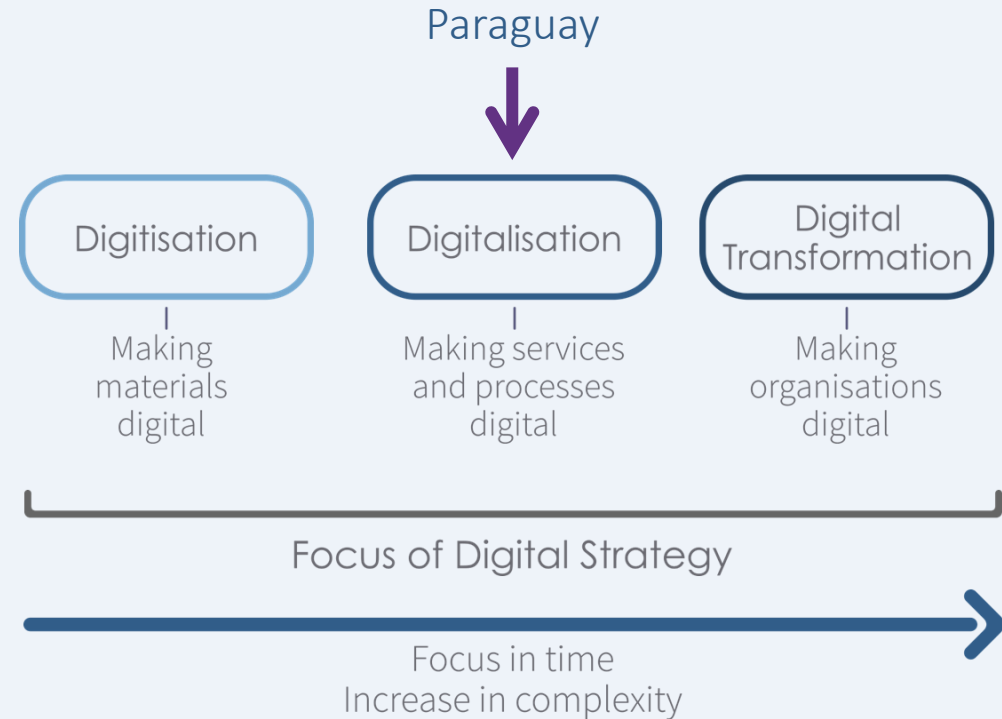 Paraguay
Digitisation
Digitalisation
Digital
Transformation
Making
materials
digital
Making services
and processes
digital
Making
organisations
digital
Focus of Digital Strategy
Focus in time
Increase in complexity